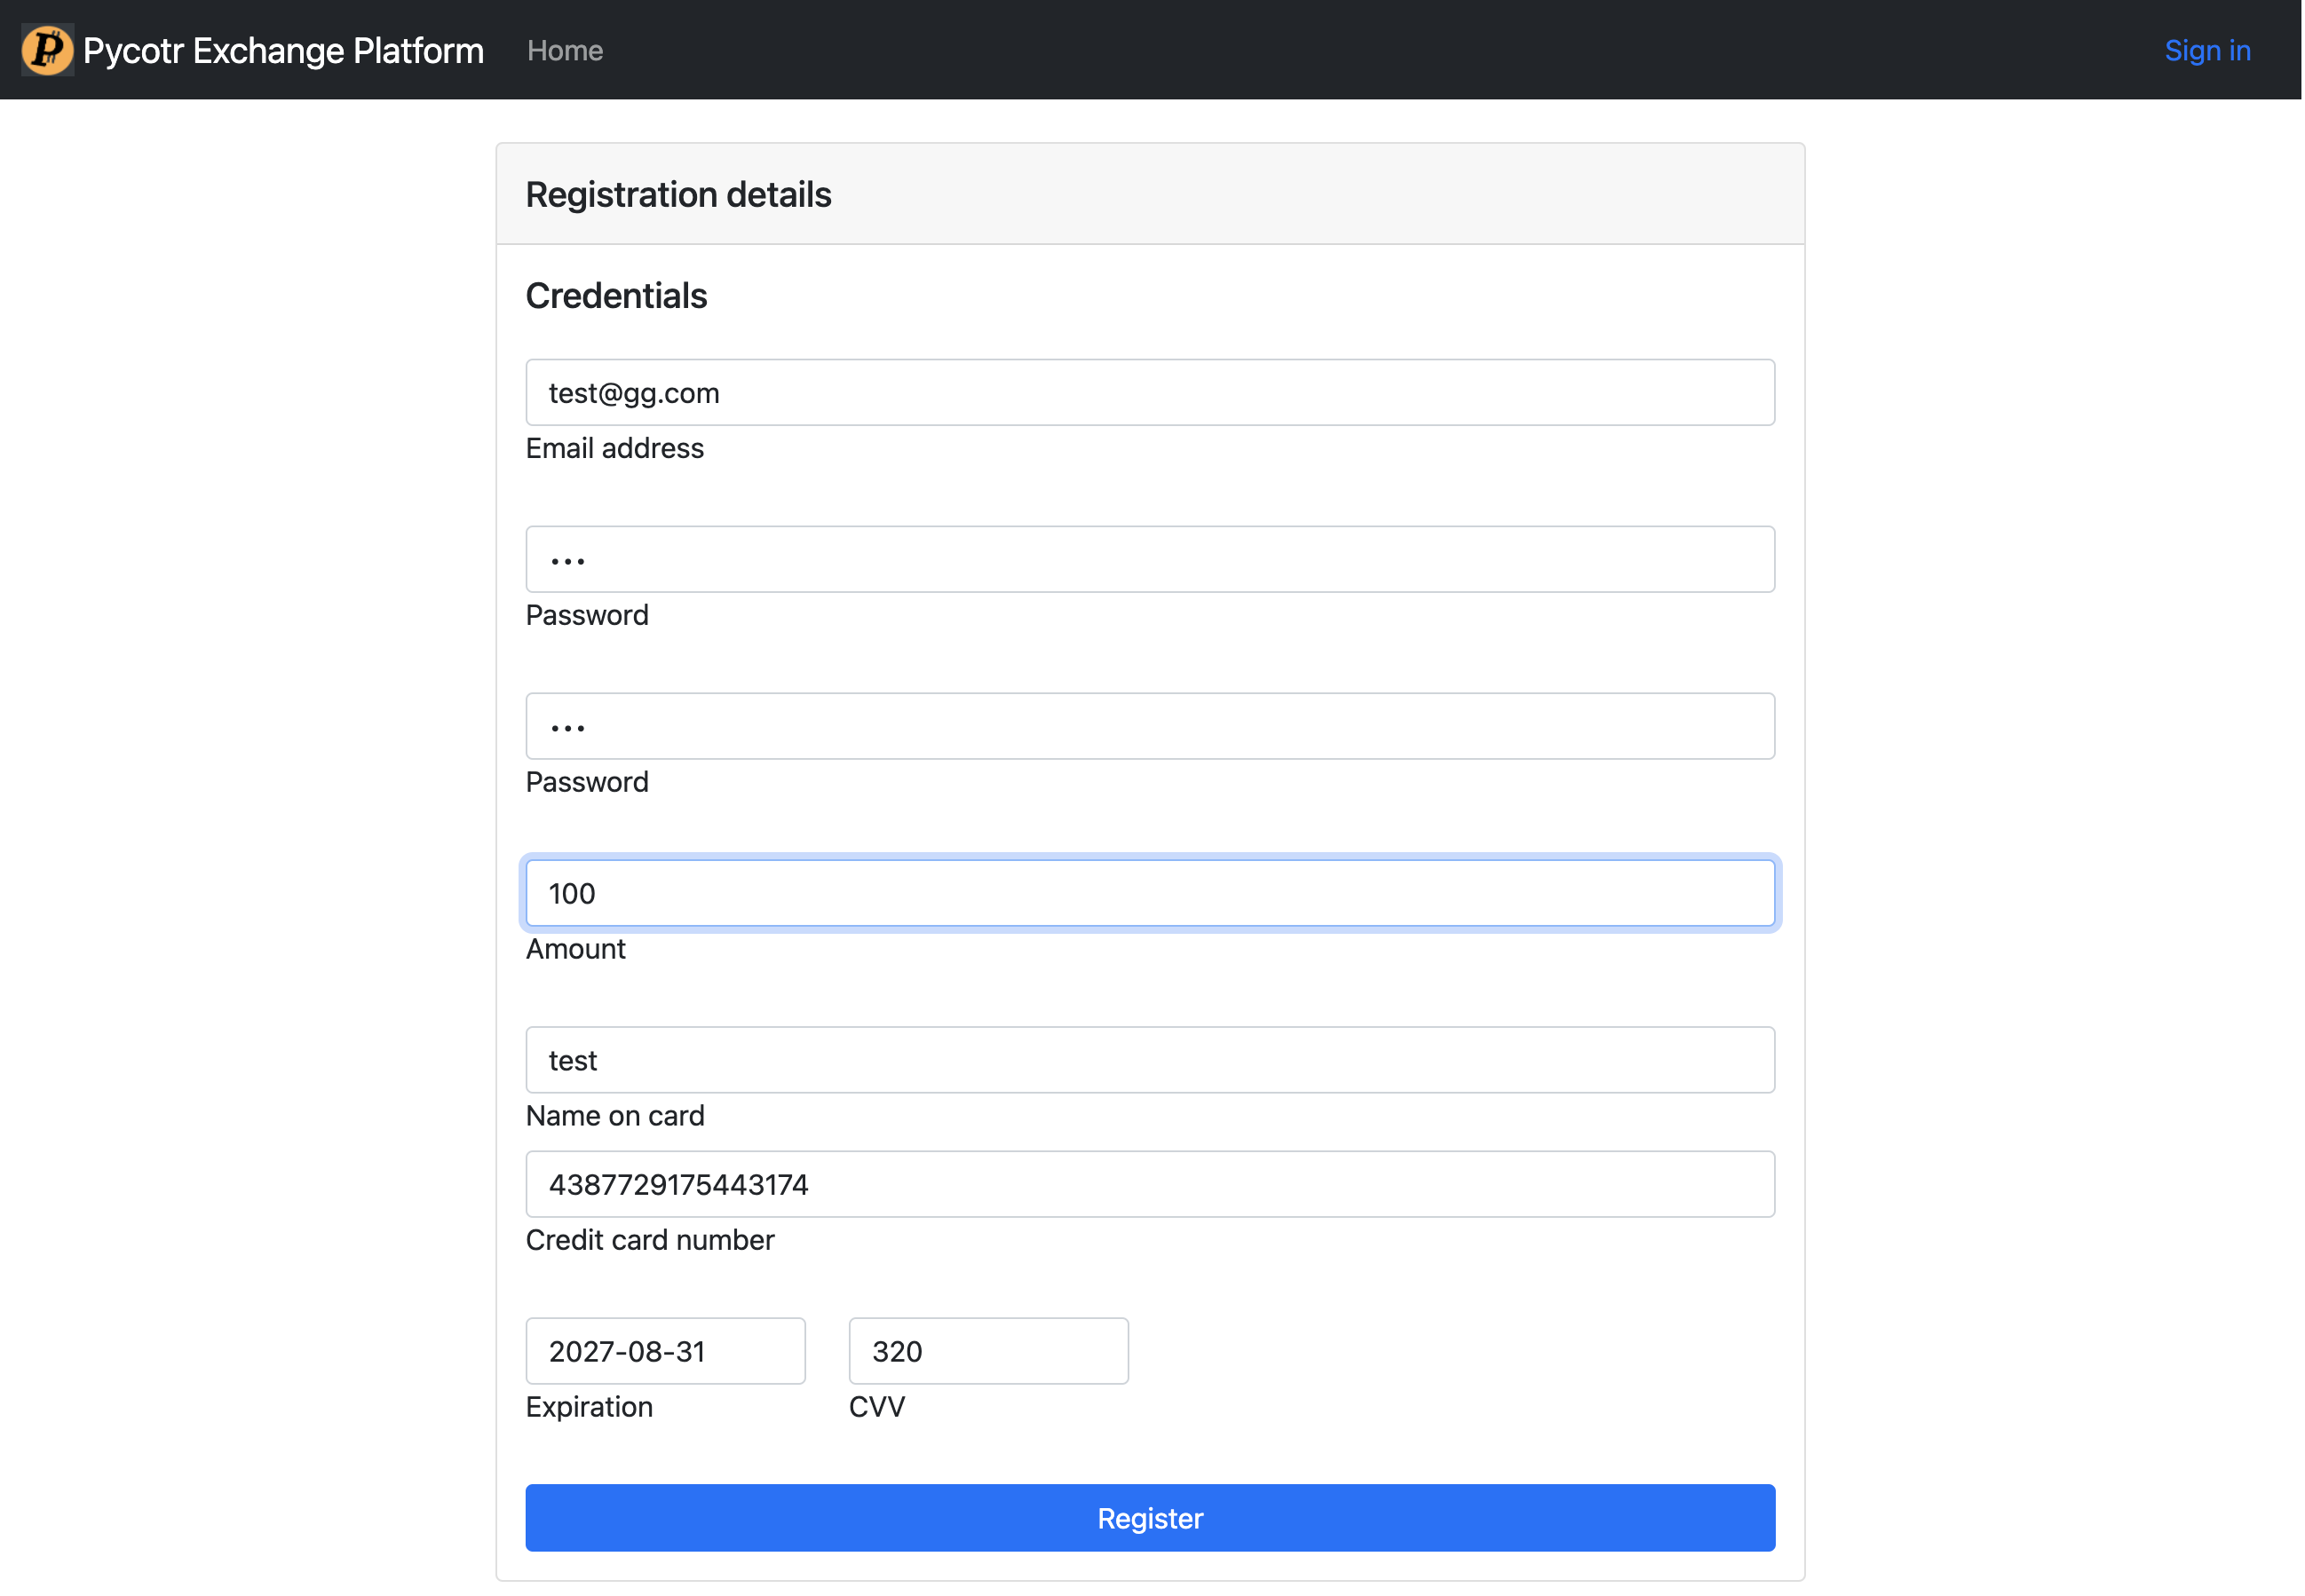 Pycotr Exchange Platform Home Sign in
Registration details
Credentials
test@gg.com
Email address
•••
Password
•••
Password
100
Amount
test
Name on card
4387729175443174
Credit card number
2027-08-31 320
Expiration CVV
Register